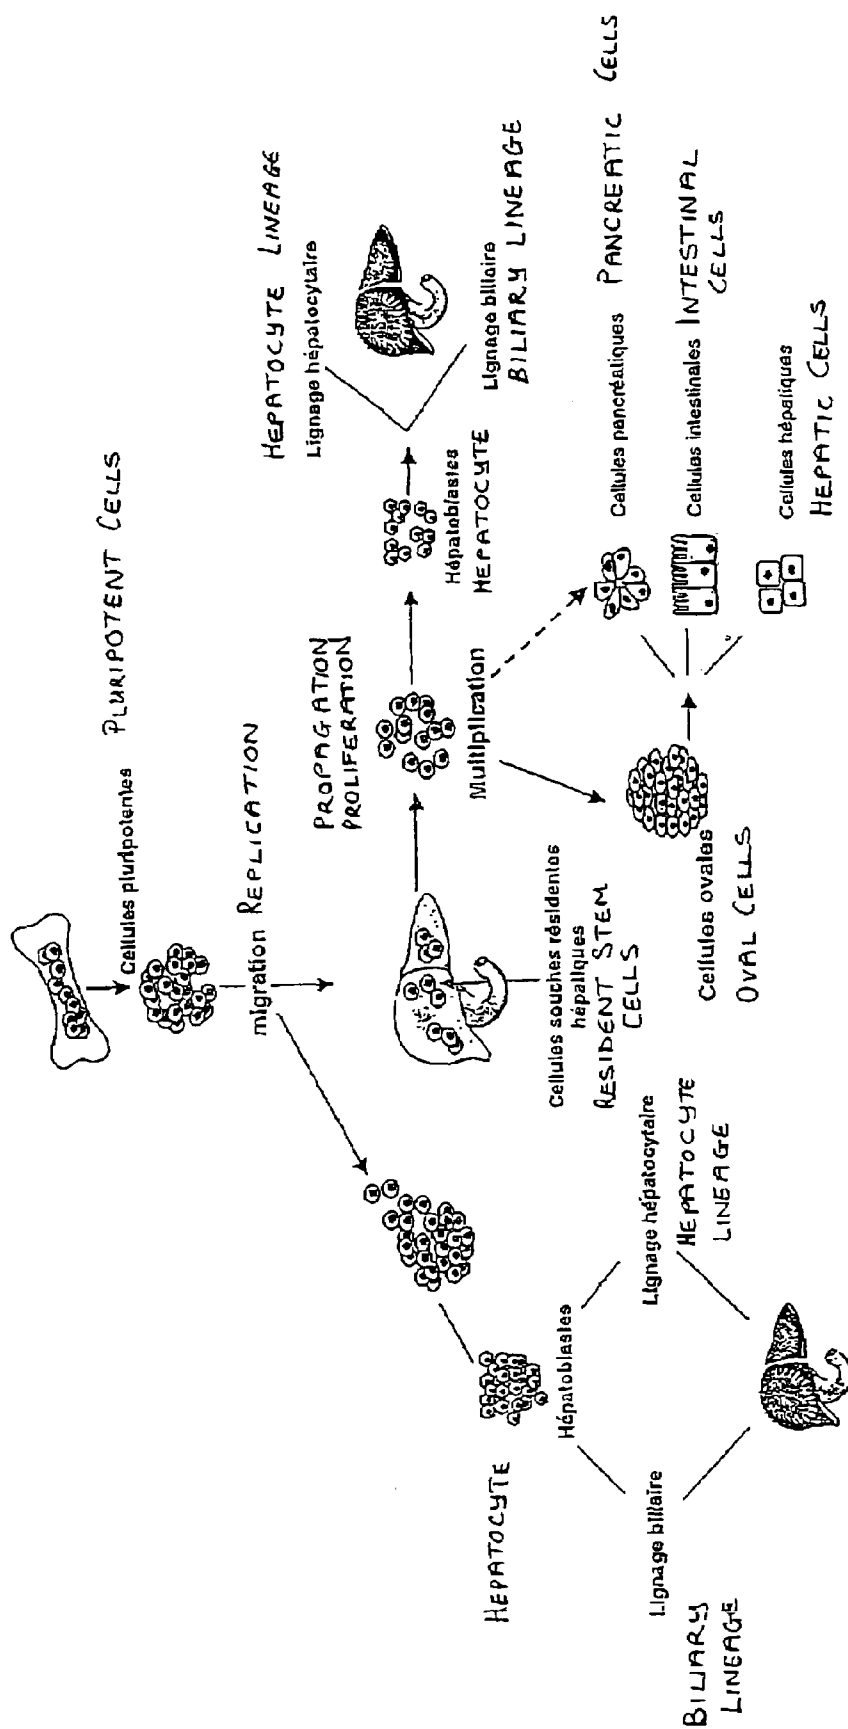 Cellules pluripotentes
PLURIPOTENT CELLS
migration REPLICATION
HEPATOCYTE
Hépatoblastes
Lignage biliaire
BILIARY
LINEAGE
Lignage hépatocytaire
HEPATOCYTE
LINEAGE
Cellules souches résidentes
hépatiques
RESIDENT STEM
CELLS
PROPAGATION
PROLIFERATION
Multiplication
Hépatoblastes
HEPATOCYTE
HEPATOCYTE LINEAGE
Lignage hépatocytaire
Lignage biliaire
BILIARY LINEAGE
Cellules ovales
OVAL CELLS
Cellules pancréatiques PANCREATIC CELLS
Cellules intestinales INTESTINAL
CELLS
Cellules hépatiques
HEPATIC CELLS